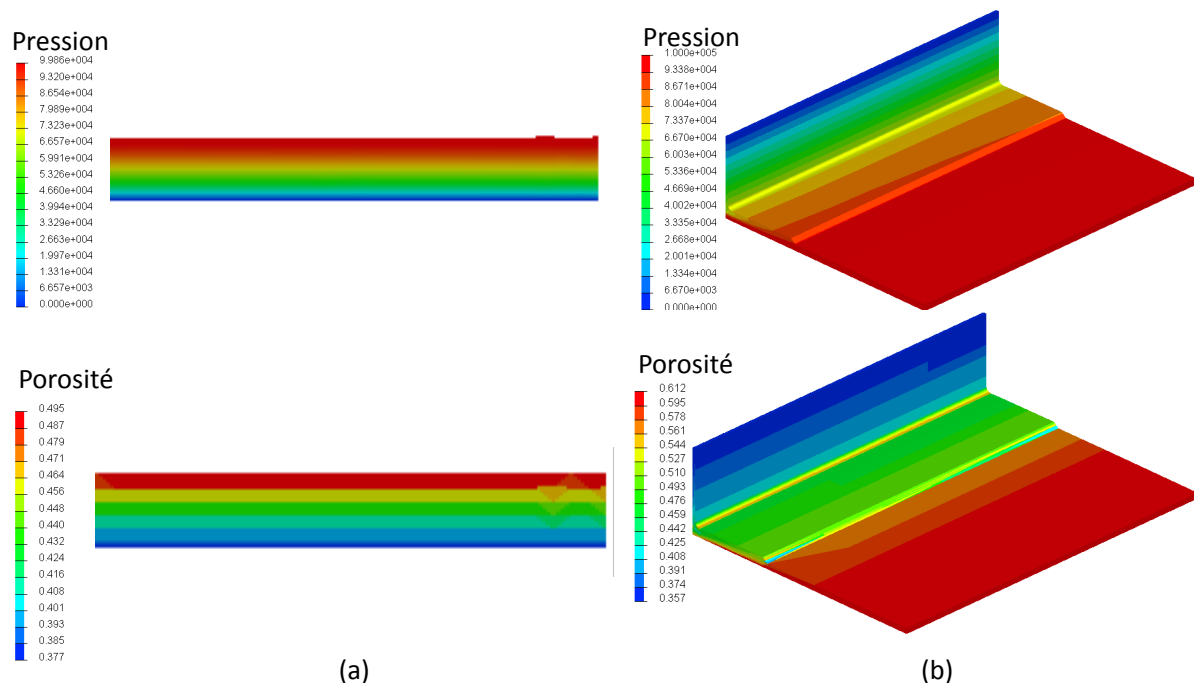 Pression
9.986e+004
9.320e+004
8.654e+004
7.989e+004
7.323e+004
6.657e+004
5.991e+004
5.326e+004
4.660e+004
3.994e+004
3.329e+004
2.663e+004
1.997e+004
1.331e+004
6.657e+003
0.000e+000
Pression
1.000e+005
9.338e+004
8.671e+004
8.004e+004
7.337e+004
6.670e+004
6.003e+004
5.336e+004
4.669e+004
4.002e+004
3.335e+004
2.668e+004
2.001e+004
1.334e+004
6.670e+003
0.000e+000
Porosité
0.495
0.487
0.479
0.471
0.464
0.456
0.448
0.440
0.432
0.424
0.416
0.408
0.401
0.393
0.385
0.377
Porosité
0.612
0.595
0.578
0.561
0.544
0.527
0.510
0.493
0.476
0.459
0.442
0.425
0.408
0.391
0.374
0.357
(a)
(b)